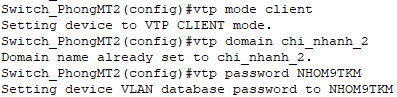 Switch_PhongMT2(config)#vtp mode client
Setting device to VTP CLIENT mode.
Switch_PhongMT2(config)#vtp domain chi_nhanh_2
Domain name already set to chi_nhanh_2.
Switch_PhongMT2(config)#vtp password NHOM9TKM
Setting device VLAN database password to NHOM9TKM